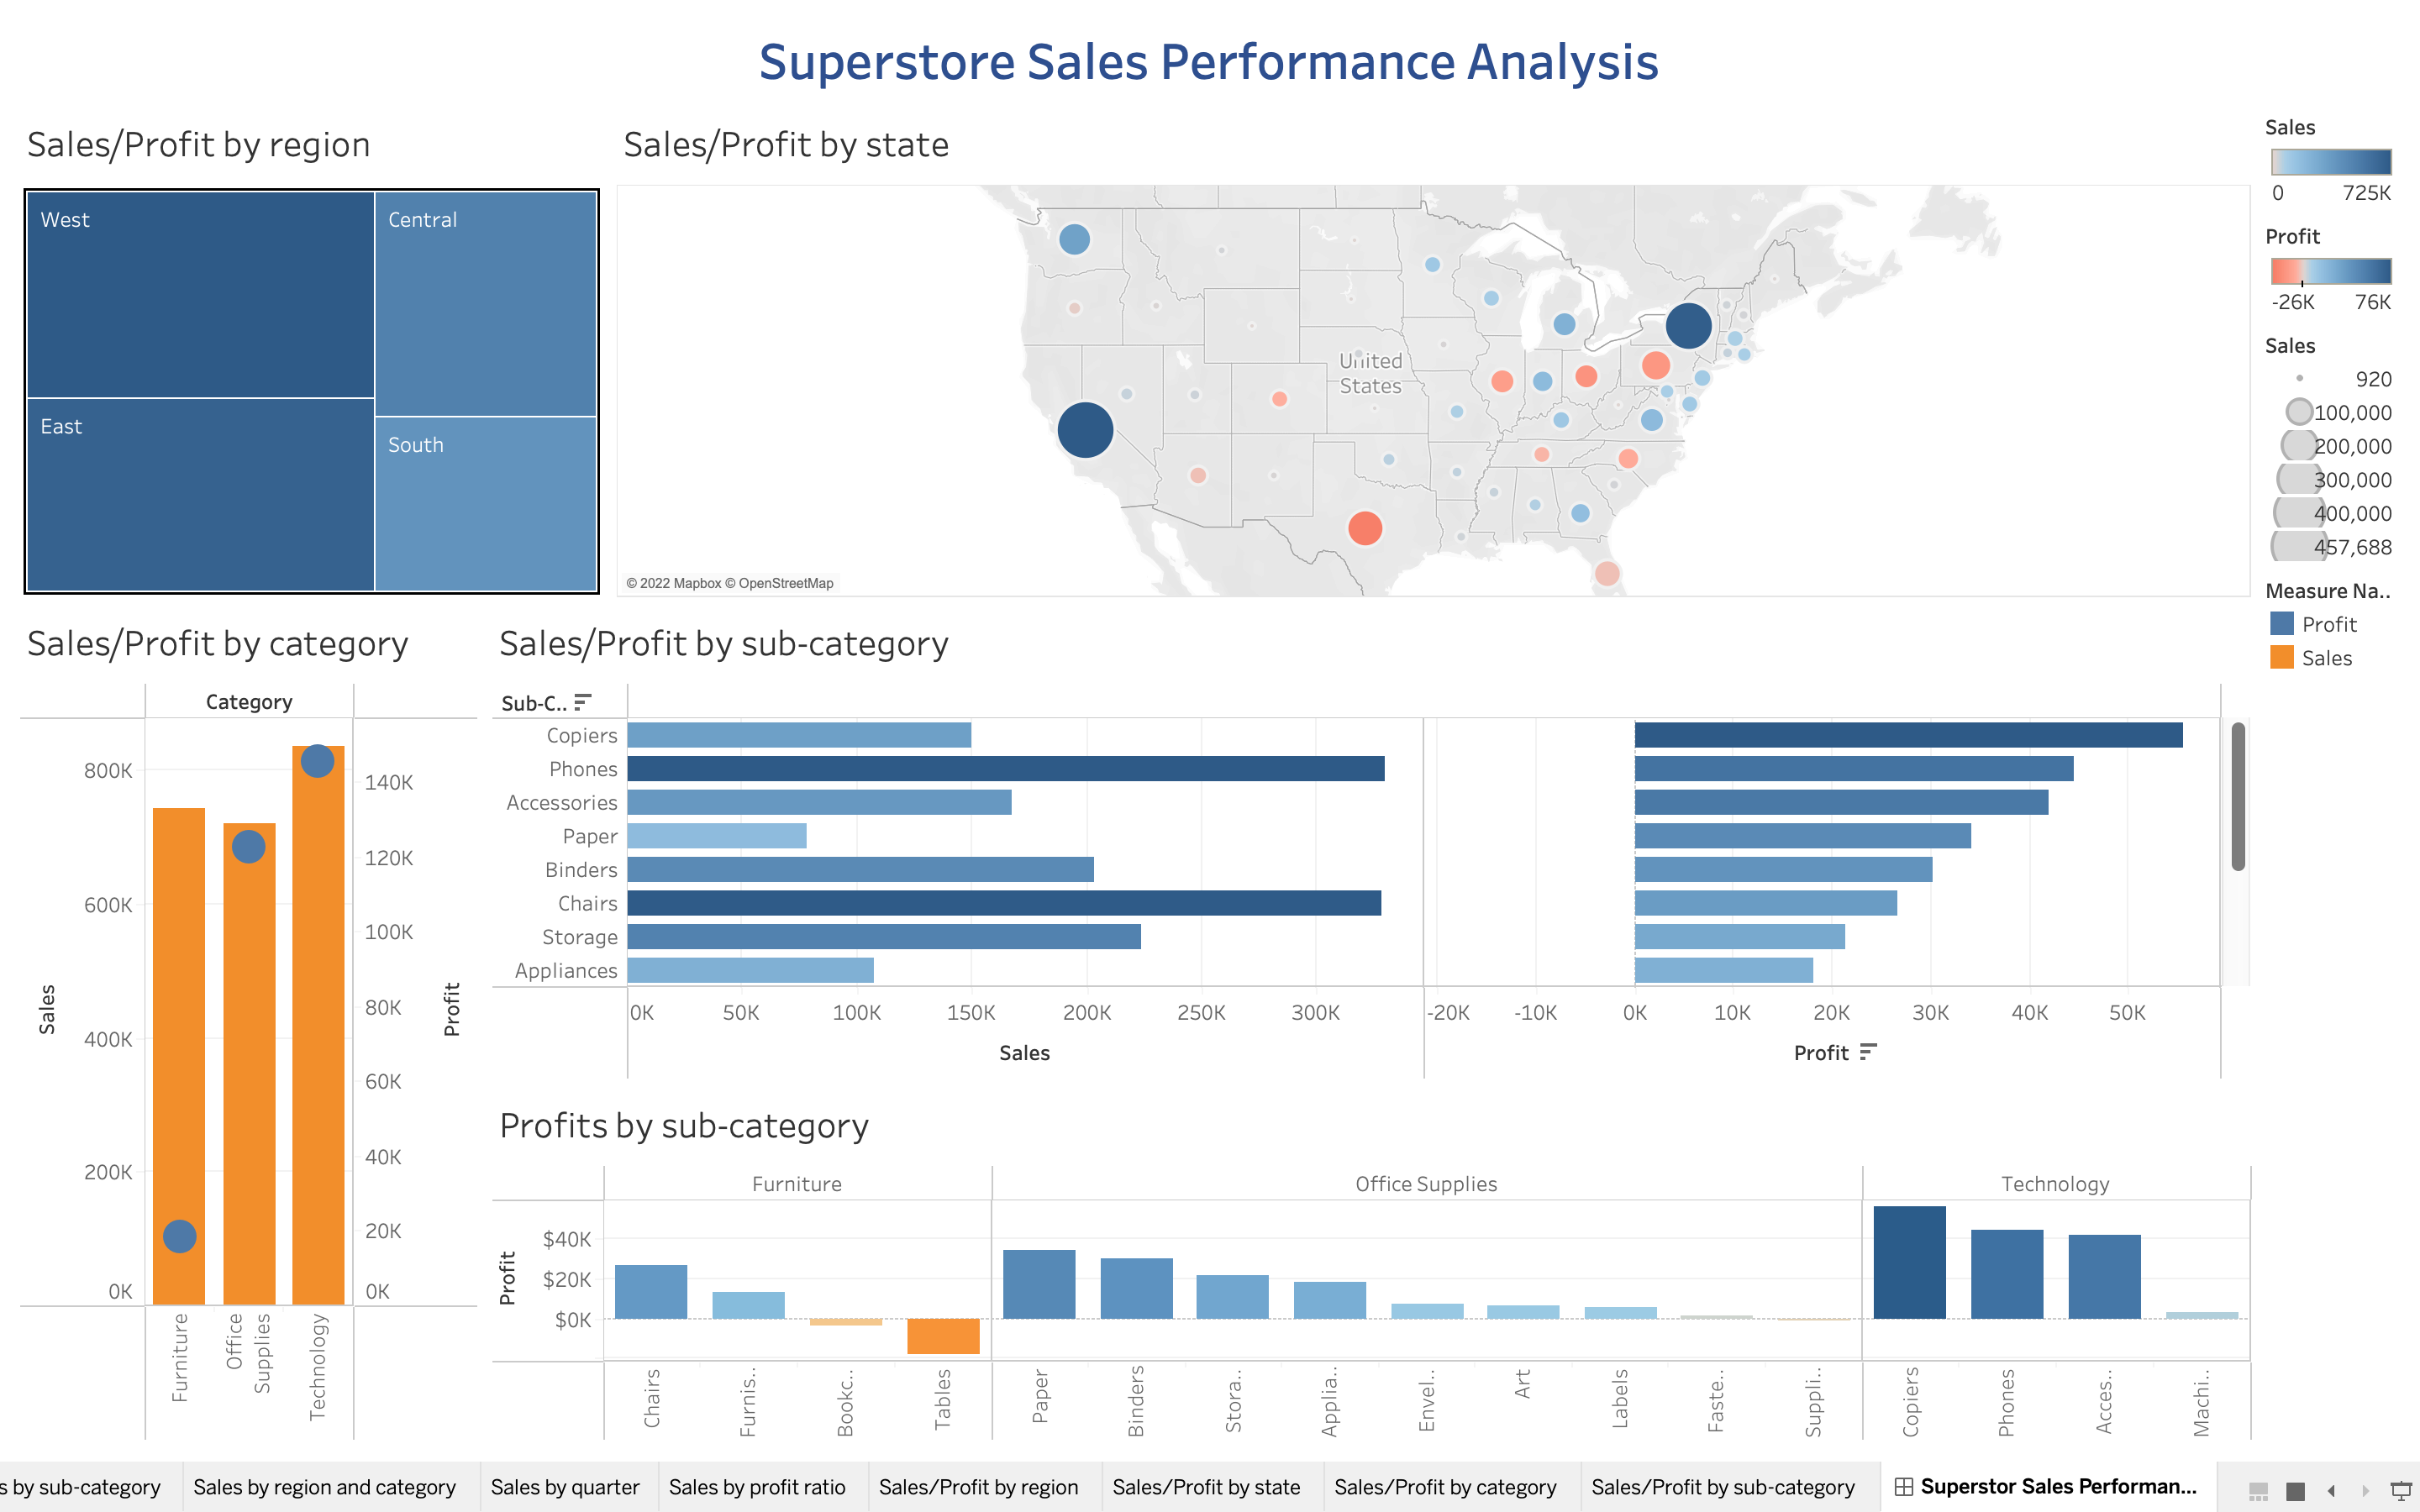 Superstore Sales Performance Analysis
Sales/Profit by region
West
Central
East
South
Sales/Profit by state
United
States
© 2022 Mapbox © OpenStreetMap
Sales
0 725K
Profit
-26K 76K
Sales
920
100,000
200,000
300,000
400,000
457,688
Measure Na..
Profit
Sales
Sales/Profit by category
Category
800K
600K
400K
200K
0K
Sales
140K
120K
100K
80K
60K
40K
20K
0K
Profit
Furniture
Office
Supplies
Technology
Sales/Profit by sub-category
Sub-C..
Copiers
Phones
Accessories
Paper
Binders
Chairs
Storage
Appliances
0K 50K 100K 150K 200K 250K 300K
Sales
-20K -10K 0K 10K 20K 30K 40K 50K
Profit
Profits by sub-category
Furniture Office Supplies Technology
Profit
$40K
$20K
$0K
Chairs
Furnis..
Bookc..
Tables
Paper
Binders
Stora..
Applia..
Envel..
Art
Labels
Faste..
Suppli..
Copiers
Phones
Acces..
Machi..
s by sub-category Sales by region and category Sales by quarter Sales by profit ratio Sales/Profit by region Sales/Profit by state Sales/Profit by category Sales/Profit by sub-category Superstor Sales Performan...